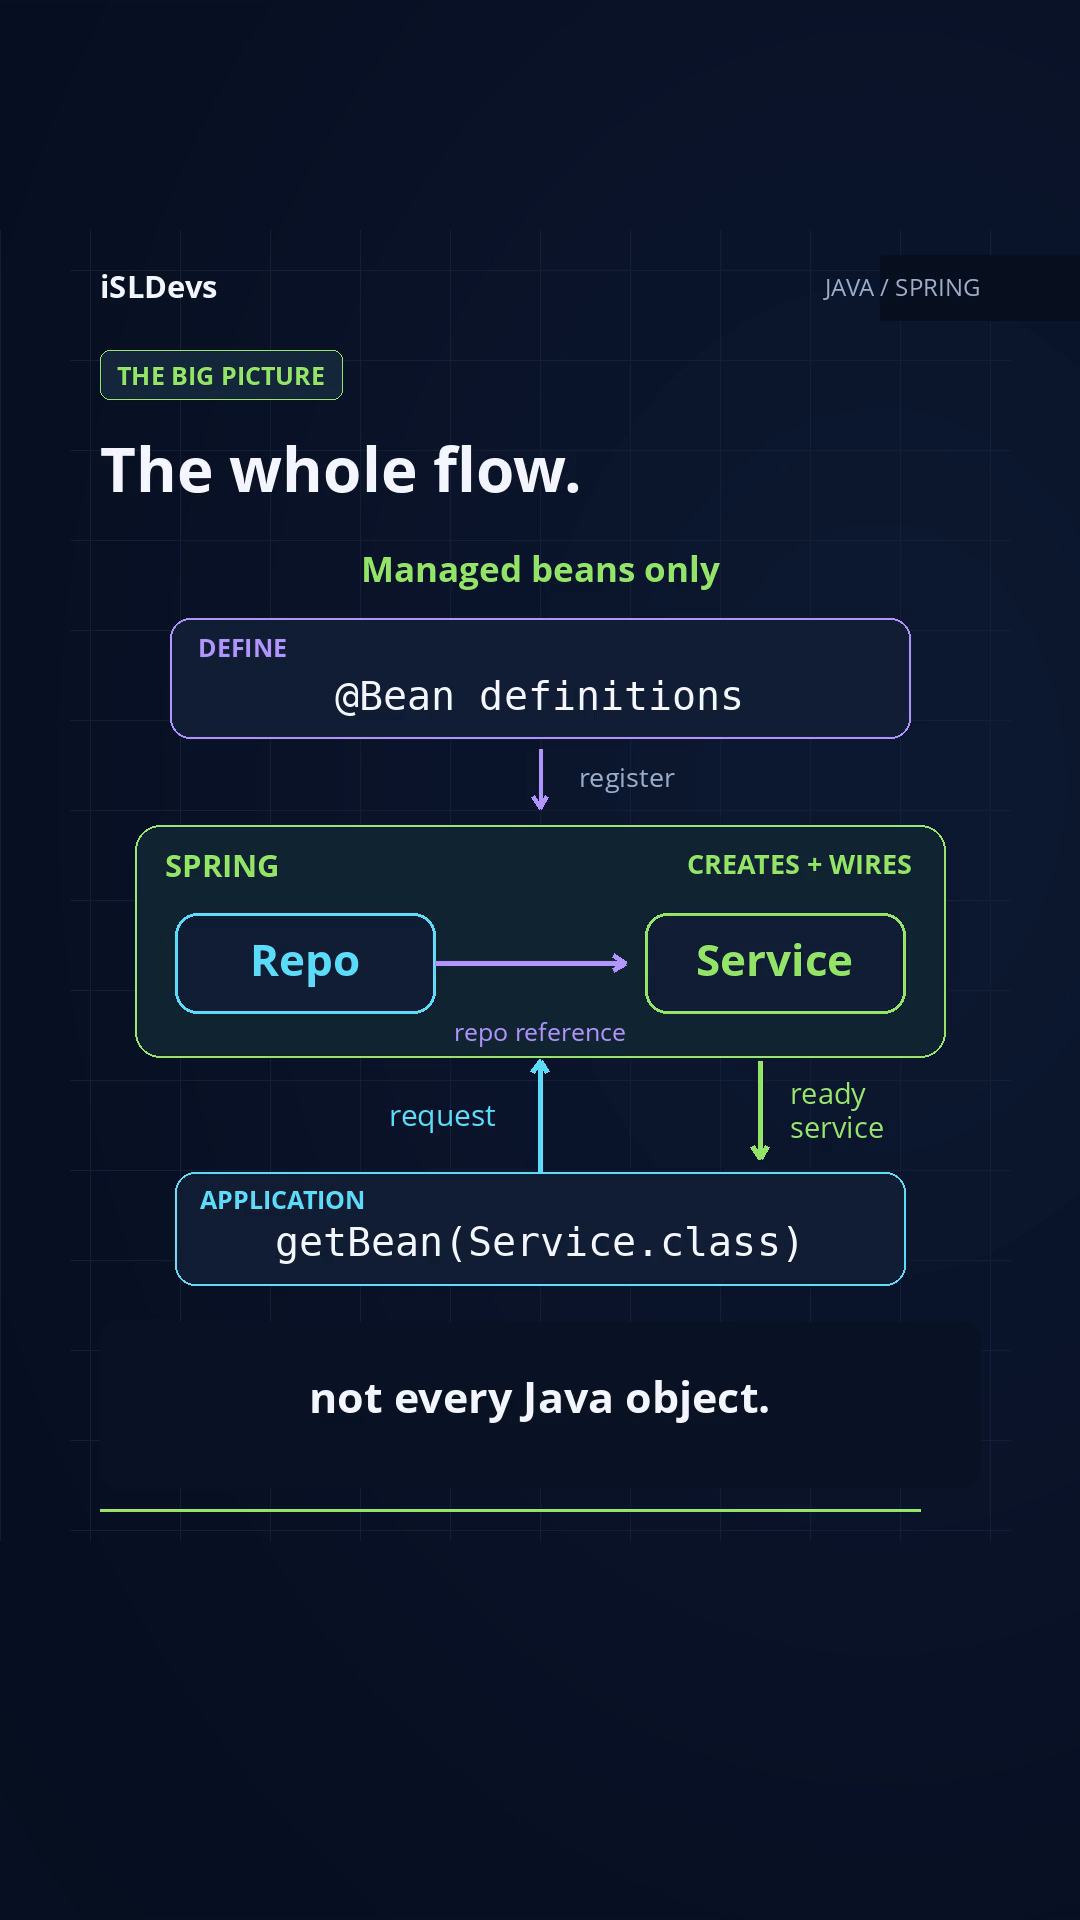 iSLDevs
JAVA / SPRING
THE BIG PICTURE
The whole flow.
Managed beans only
DEFINE
@Bean definitions
register
SPRING
CREATES + WIRES
Repo
Service
repo reference
request
ready
service
APPLICATION
getBean(Service.class)
not every Java object.